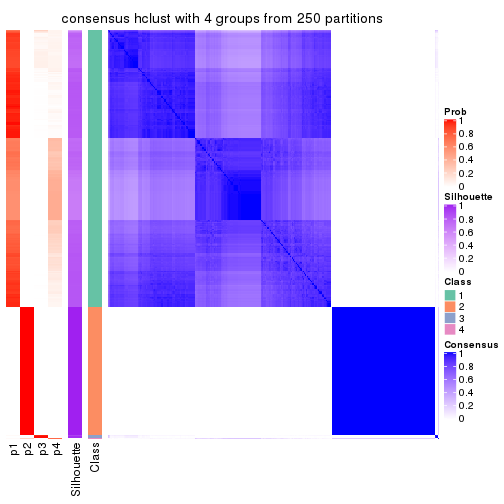 consensus hclust with 4 groups from 250 partitions
Prob
1
0.8
0.6
0.4
0.2
0
Silhouette
1
0.8
0.6
0.4
0.2
0
Class
1
2
3
4
Consensus
1
0.8
0.6
0.4
0.2
0
p1
p2
p3
p4
Silhouette
Class